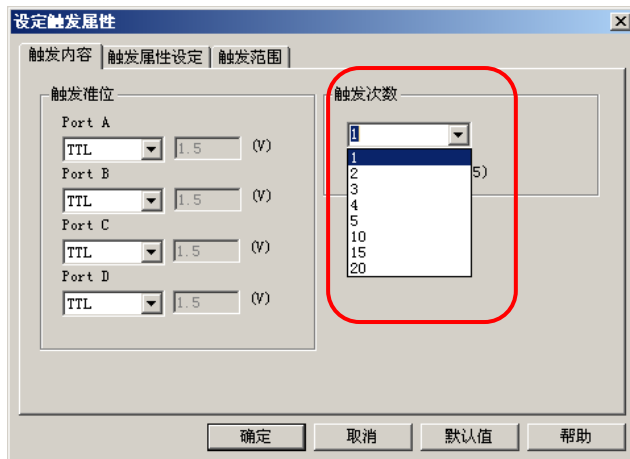 设定触发属性
触发内容 触发属性设定 触发范围
触发准位
Port A
TTL 1.5 (V)
Port B
TTL 1.5 (V)
Port C
TTL 1.5 (V)
Port D
TTL 1.5 (V)
触发次数
1
1
2 5)
3
4
5
10
15
20
确定 取消 默认值 帮助